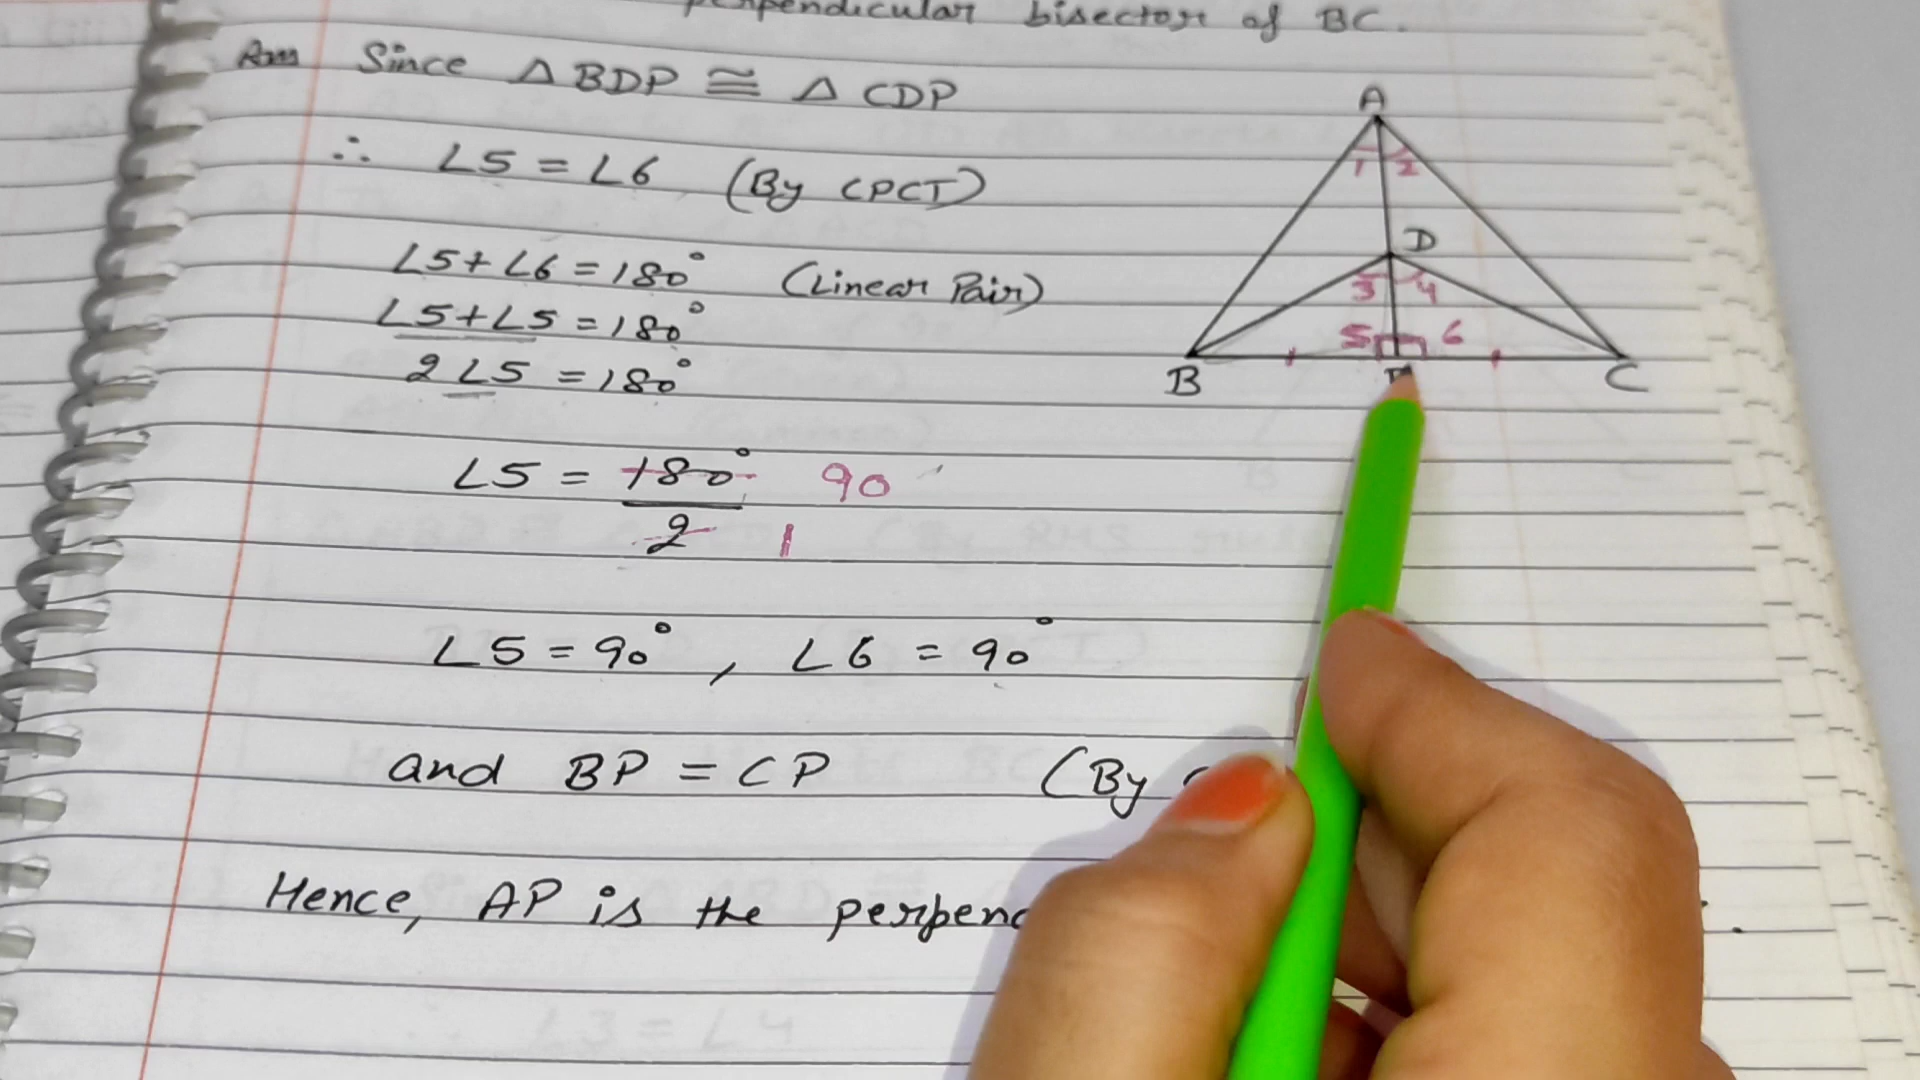 perpendicular bisector of BC.
Ans Since △BDP ≅ △CDP
∴ ∠5 = ∠6 (By CPCT)
∠5+∠6 = 180° (Linear Pair)
∠5+∠5 = 180°
2∠5 = 180°
∠5 = 180° 90
2 1
∠5 = 90°, ∠6 = 90°
and BP = CP (By
Hence, AP is the
A
1 2
D
3 4
5 6
B C